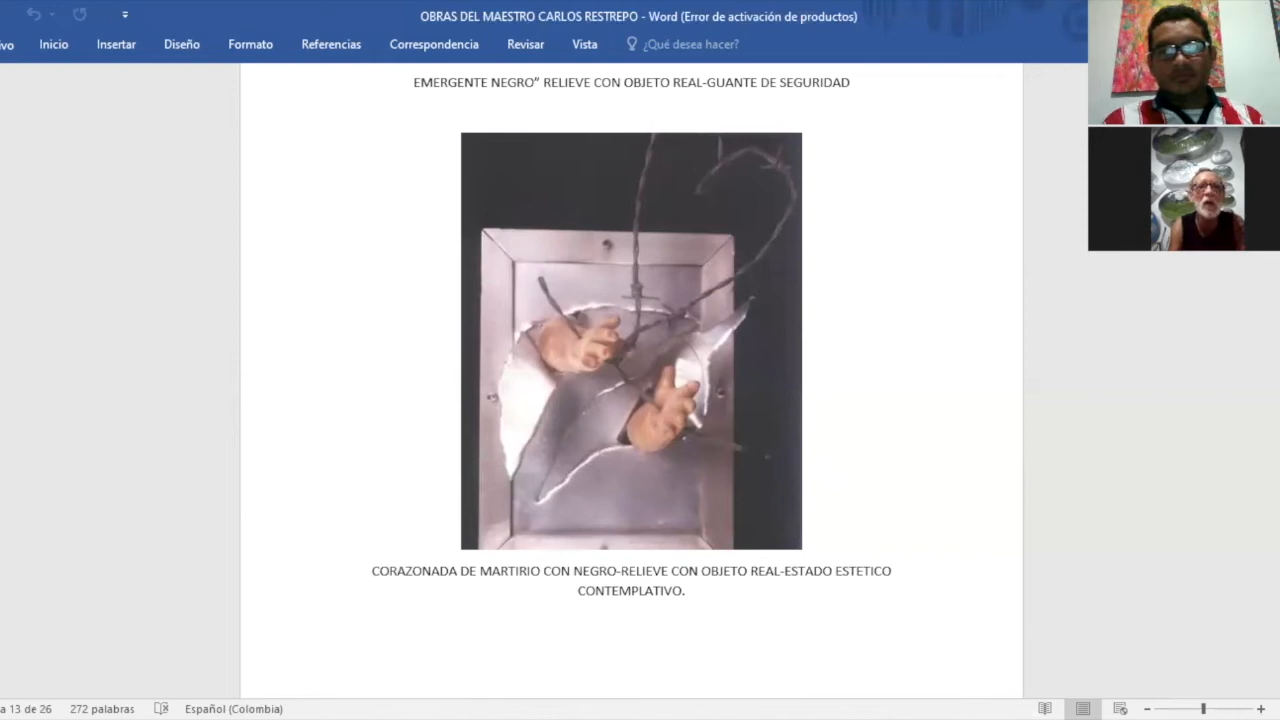 OBRAS DEL MAESTRO CARLOS RESTREPO - Word (Error de activación de productos)
vo Inicio Insertar Diseño Formato Referencias Correspondencia Revisar Vista ¿Qué desea hacer?
EMERGENTE NEGRO” RELIEVE CON OBJETO REAL-GUANTE DE SEGURIDAD
CORAZONADA DE MARTIRIO CON NEGRO-RELIEVE CON OBJETO REAL-ESTADO ESTETICO
CONTEMPLATIVO.
a 13 de 26 272 palabras Español (Colombia)